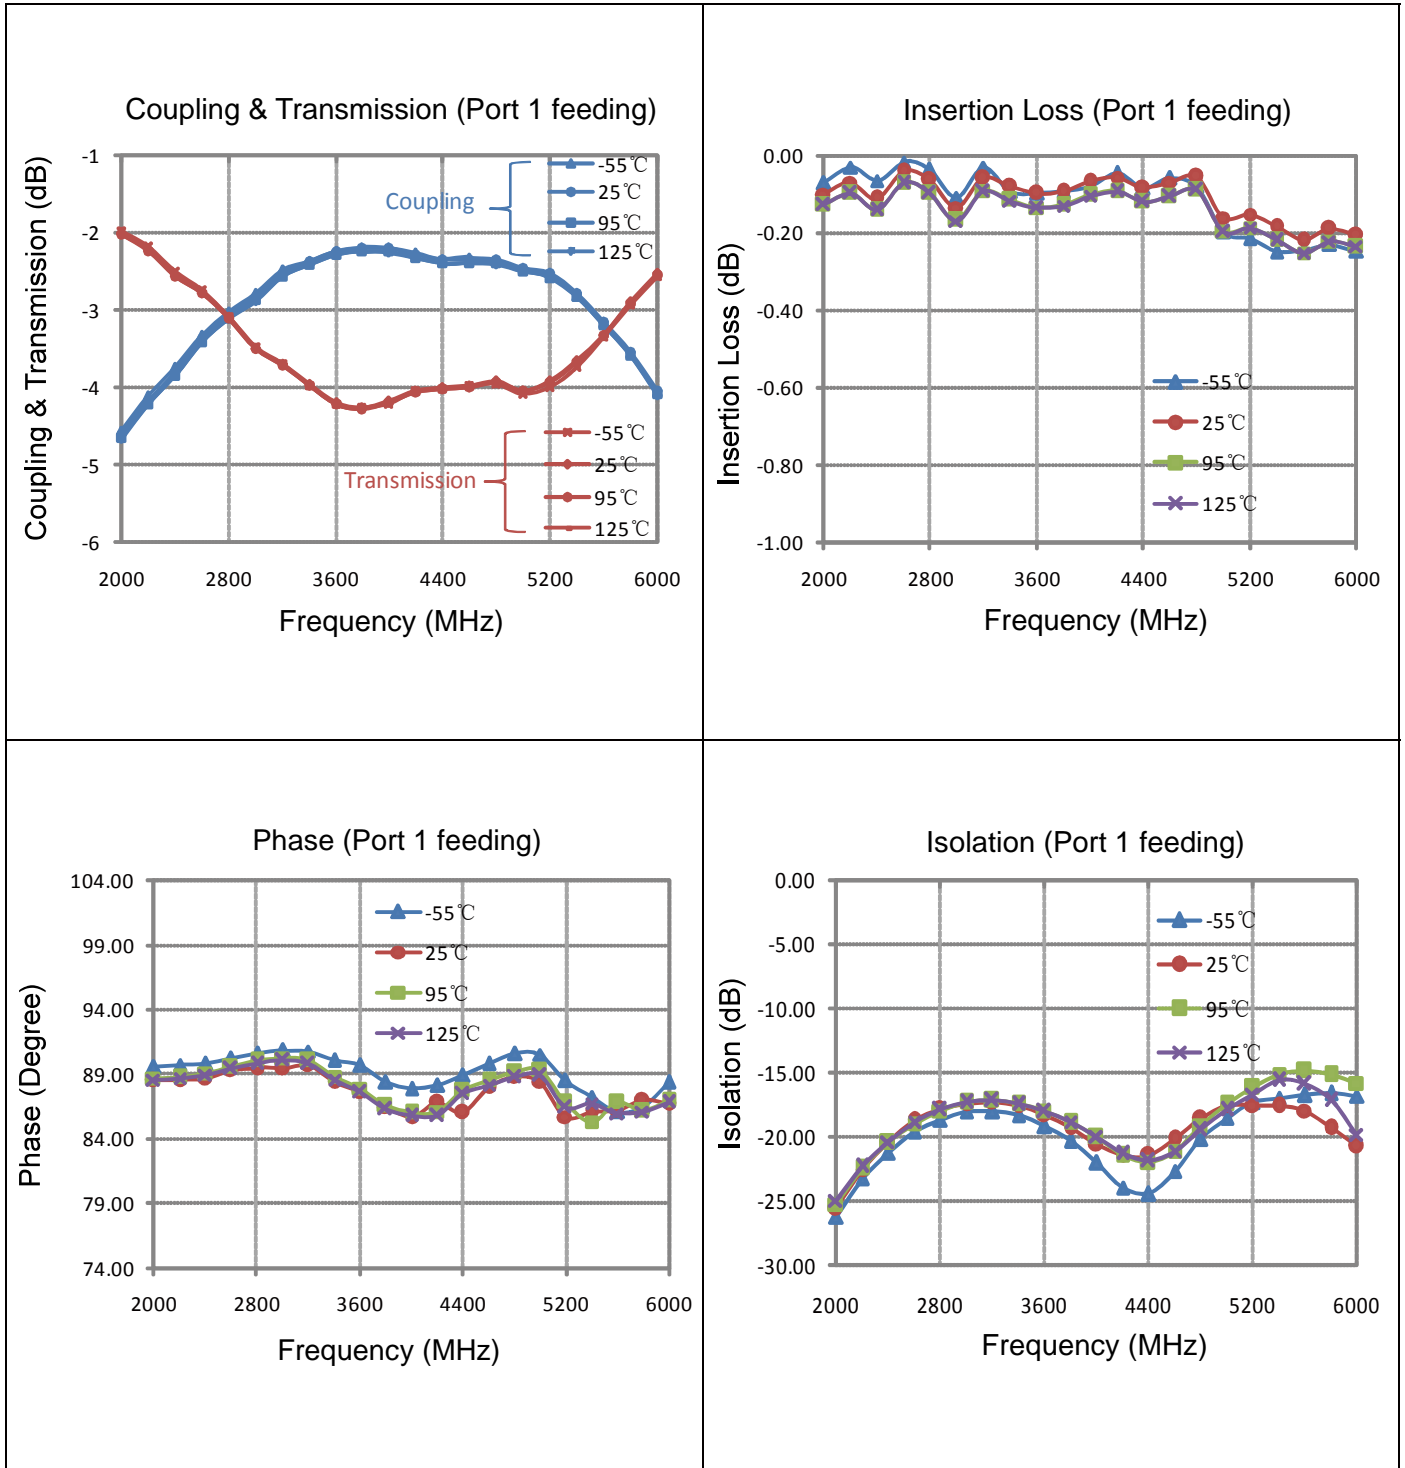 Coupling & Transmission (Port 1 feeding)
Coupling & Transmission (dB)
-1
-2
-3
-4
-5
-6
Coupling
-55℃
25℃
95℃
125℃
Transmission
-55℃
25℃
95℃
125℃
2000 2800 3600 4400 5200 6000
Frequency (MHz)
Insertion Loss (Port 1 feeding)
Insertion Loss (dB)
0.00
-0.20
-0.40
-0.60
-0.80
-1.00
-55℃
25℃
95℃
125℃
2000 2800 3600 4400 5200 6000
Frequency (MHz)
Phase (Port 1 feeding)
Phase (Degree)
104.00
99.00
94.00
89.00
84.00
79.00
74.00
-55℃
25℃
95℃
125℃
2000 2800 3600 4400 5200 6000
Frequency (MHz)
Isolation (Port 1 feeding)
Isolation (dB)
0.00
-5.00
-10.00
-15.00
-20.00
-25.00
-30.00
-55℃
25℃
95℃
125℃
2000 2800 3600 4400 5200 6000
Frequency (MHz)